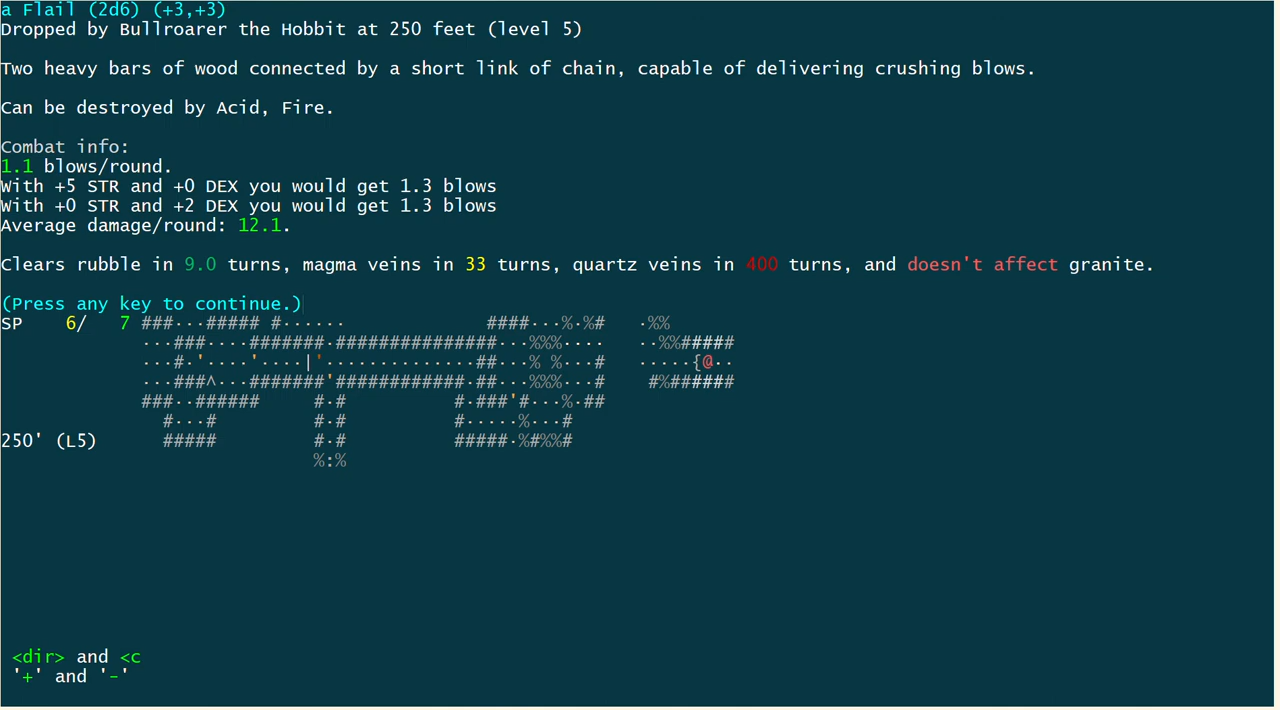 a Flail (2d6) (+3,+3)
Dropped by Bullroarer the Hobbit at 250 feet (level 5)
Two heavy bars of wood connected by a short link of chain, capable of delivering crushing blows.
Can be destroyed by Acid, Fire.
Combat info:
1.1 blows/round.
With +5 STR and +0 DEX you would get 1.3 blows
With +0 STR and +2 DEX you would get 1.3 blows
Average damage/round: 12.1.
Clears rubble in 9.0 turns, magma veins in 33 turns, quartz veins in 400 turns, and doesn't affect granite.
(Press any key to continue.)
SP    6/   7 ###···##### #······             ####···%·%#   ·%%
···###····#######·###############···%%%····   ··%%#####
···#·'····'····|'···············##···% %···#   ·····{@··
···###^···#######'############·##···%%%···#    #%######
###··######     #·#          #·###'#···%·##
#···#         #·#          #·····%···#
250' (L5)      #####         #·#          #####·%#%%#
%:%
<dir> and <c
'+' and '-'